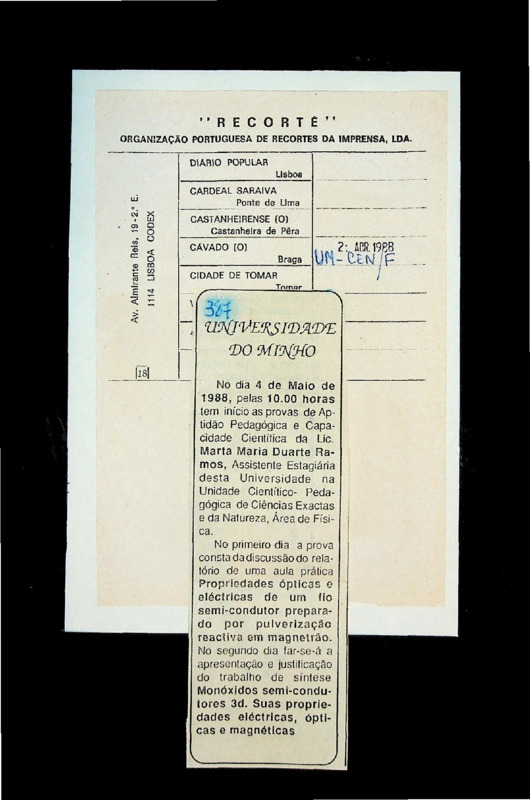 "RECORTE"
ORGANIZAÇÃO PORTUGUESA DE RECORTES DA IMPRENSA, LDA.
Av. Almirante Reis, 19-2.º E.
1114 LISBOA CODEX
DIÁRIO POPULAR
Lisboa
CARDEAL SARAIVA
Ponte de Lima
CASTANHEIRENSE (O)
Castanheira de Pêra
CAVADO (O)
Braga
2 ABR. 1988
UM-CEN/F
CIDADE DE TOMAR
Tomar
18
327
UNIVERSIDADE
DO MINHO
No dia 4 de Maio de
1988, pelas 10.00 horas
tem início as provas de Ap-
tidão Pedagógica e Capa-
cidade Científica da Lic.
Marta Maria Duarte Ra-
mos, Assistente Estagiária
desta Universidade na
Unidade Científico- Peda-
gógica de Ciências Exactas
e da Natureza, Área de Físi-
ca.
No primeiro dia a prova
consta da discussão do rela-
tório de uma aula prática
Propriedades ópticas e
eléctricas de um fio
semi-condutor prepara-
do por pulverização
reactiva em magnetrão.
No segundo dia far-se-á a
apresentação e justificação
do trabalho de síntese
Monóxidos semi-condu-
tores 3d. Suas proprie-
dades eléctricas, ópti-
cas e magnéticas